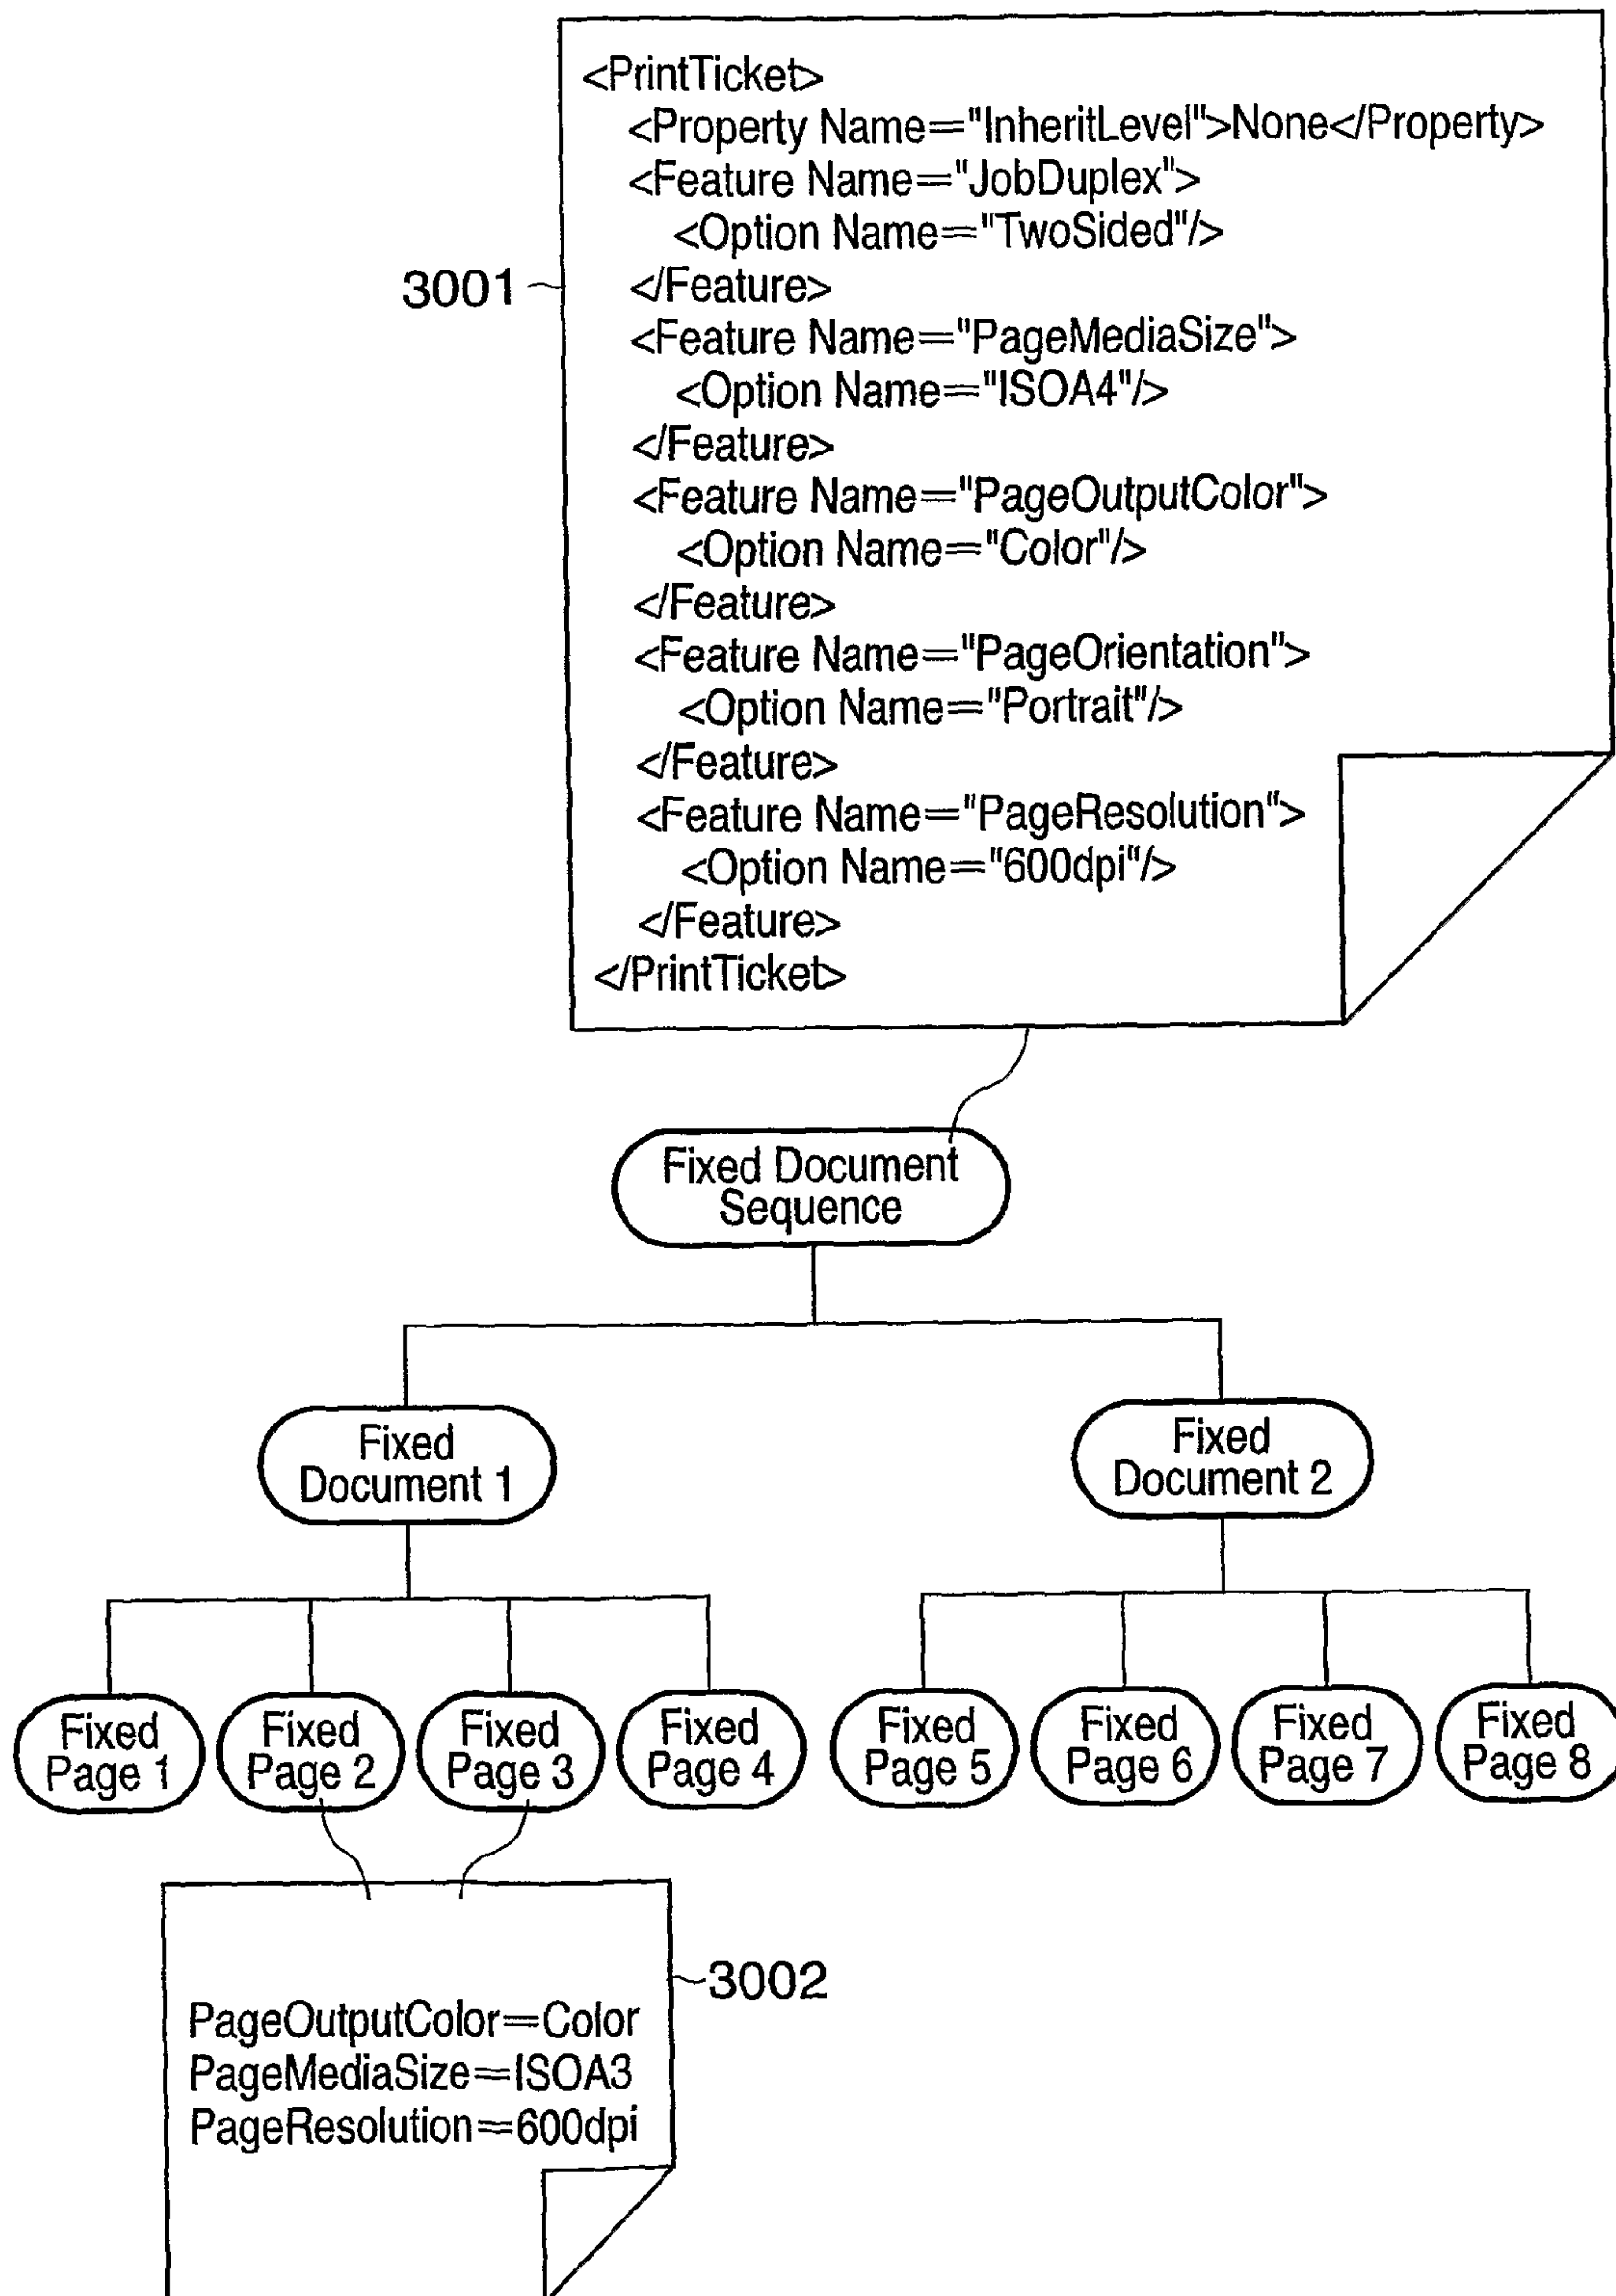 <PrintTicket>
<Property Name="InheritLevel">None</Property>
<Feature Name="JobDuplex">
<Option Name="TwoSided"/>
</Feature>
<Feature Name="PageMediaSize">
<Option Name="ISOA4"/>
</Feature>
<Feature Name="PageOutputColor">
<Option Name="Color"/>
</Feature>
<Feature Name="PageOrientation">
<Option Name="Portrait"/>
</Feature>
<Feature Name="PageResolution">
<Option Name="600dpi"/>
</Feature>
</PrintTicket>
3001
Fixed Document
Sequence
Fixed
Document 1
Fixed
Document 2
Fixed
Page 1
Fixed
Page 2
Fixed
Page 3
Fixed
Page 4
Fixed
Page 5
Fixed
Page 6
Fixed
Page 7
Fixed
Page 8
3002
PageOutputColor=Color
PageMediaSize=ISOA3
PageResolution=600dpi